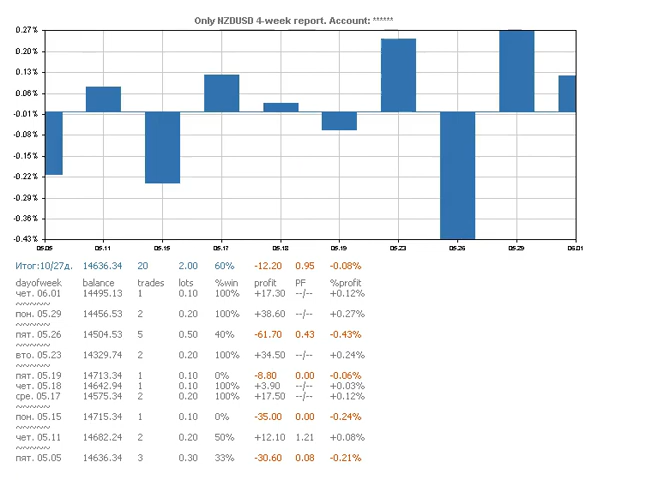 Only NZDUSD 4-week report. Account: ******
0.27%
0.20%
0.13%
0.06%
-0.01%
-0.08%
-0.15%
-0.22%
-0.29%
-0.36%
-0.43%
05.05 05.11 05.15 05.17 05.18 05.19 05.23 05.26 05.29 06.01
Итог:10/27д. 14636.34 20 2.00 60% -12.20 0.95 -0.08%
dayofweek balance trades lots %win profit PF %profit
чет. 06.01 14495.13 1 0.10 100% +17.30 --/-- +0.12%
~~~~~
пон. 05.29 14456.53 2 0.20 100% +38.60 --/-- +0.27%
~~~~~
пят. 05.26 14504.53 5 0.50 40% -61.70 0.43 -0.43%
~~~~~
вто. 05.23 14329.74 2 0.20 100% +34.50 --/-- +0.24%
~~~~~
пят. 05.19 14713.34 1 0.10 0% -8.80 0.00 -0.06%
чет. 05.18 14642.94 1 0.10 100% +3.90 --/-- +0.03%
сре. 05.17 14575.34 2 0.20 100% +17.50 --/-- +0.12%
~~~~~
пон. 05.15 14715.34 1 0.10 0% -35.00 0.00 -0.24%
~~~~~
чет. 05.11 14682.24 2 0.20 50% +12.10 1.21 +0.08%
~~~~~
пят. 05.05 14636.34 3 0.30 33% -30.60 0.08 -0.21%